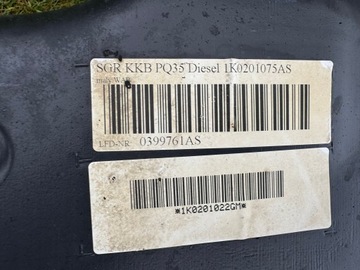 SGR KKB PQ35 Diesel 1K0201075AS
LFD-NR. 0399761AS
*1K0201022GM*